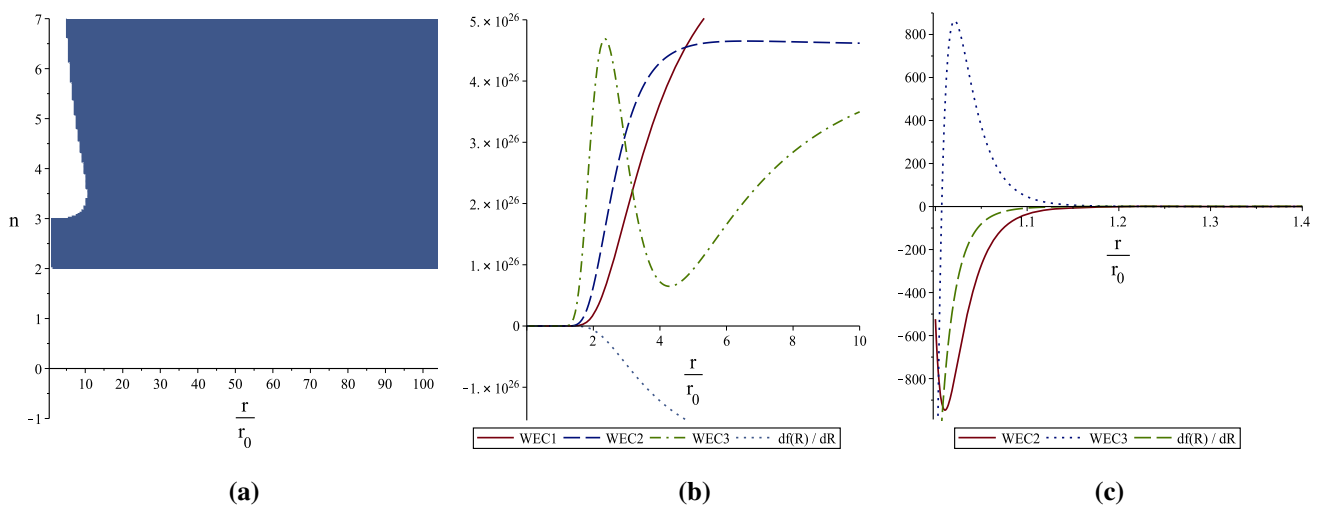 7
6
5
4
n
3
2
1
0
-1
10 20 30 40 50 60 70 80 90 100
r
r0
(a)
5. × 10^26
4. × 10^26
3. × 10^26
2. × 10^26
1. × 10^26
0
-1. × 10^26
2 4 6 8 10
r
r0
WEC1 WEC2 WEC3 df(R) / dR
(b)
800
600
400
200
0
-200
-400
-600
-800
1.1 1.2 1.3 1.4
r
r0
WEC2 WEC3 df(R) / dR
(c)